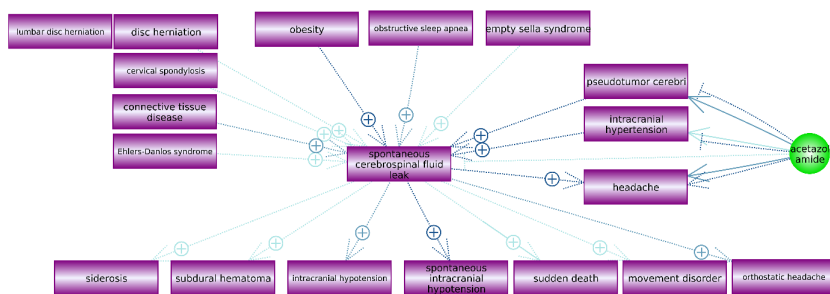 lumbar disc herniation
disc herniation
obesity
obstructive sleep apnea
empty sella syndrome
cervical spondylosis
pseudotumor cerebri
connective tissue
disease
intracranial
hypertension
Ehlers-Danlos syndrome
spontaneous
cerebrospinal fluid
leak
acetazol
amide
headache
siderosis
subdural hematoma
intracranial hypotension
spontaneous
intracranial
hypotension
sudden death
movement disorder
orthostatic headache